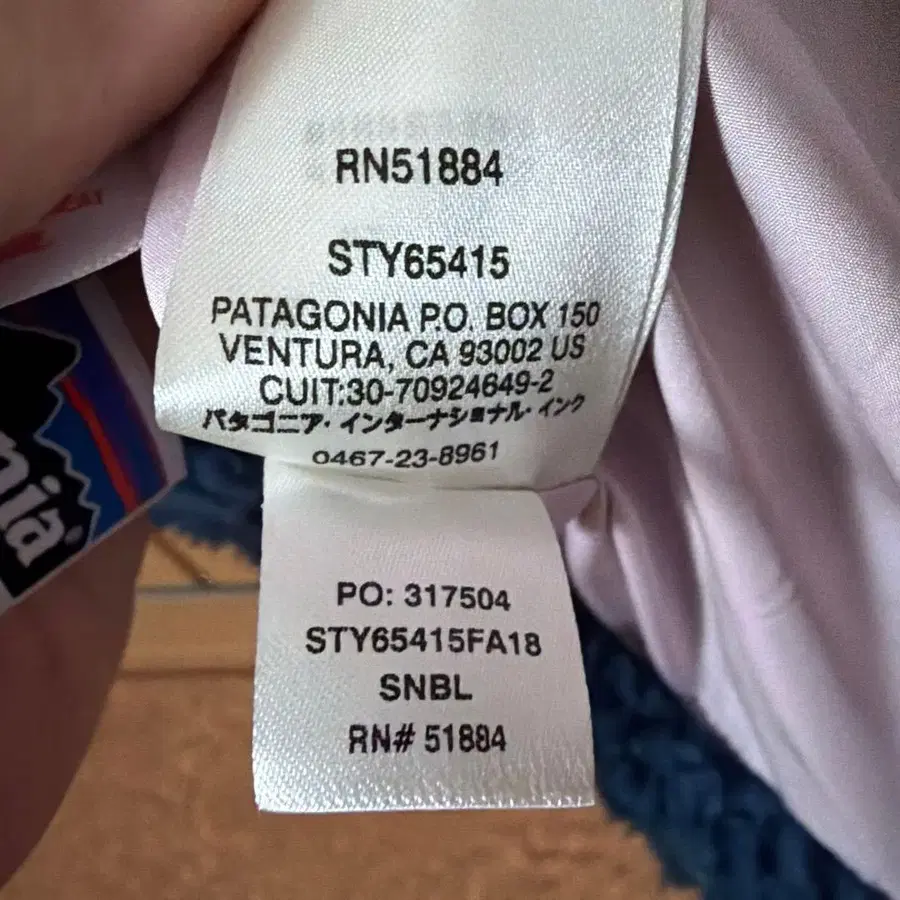 RN51884
STY65415
PATAGONIA P.O. BOX 150
VENTURA, CA 93002 US
CUIT:30-70924649-2
パタゴニア・インターナショナル・インク
0467-23-8961
nia®
PO: 317504
STY65415FA18
SNBL
RN# 51884